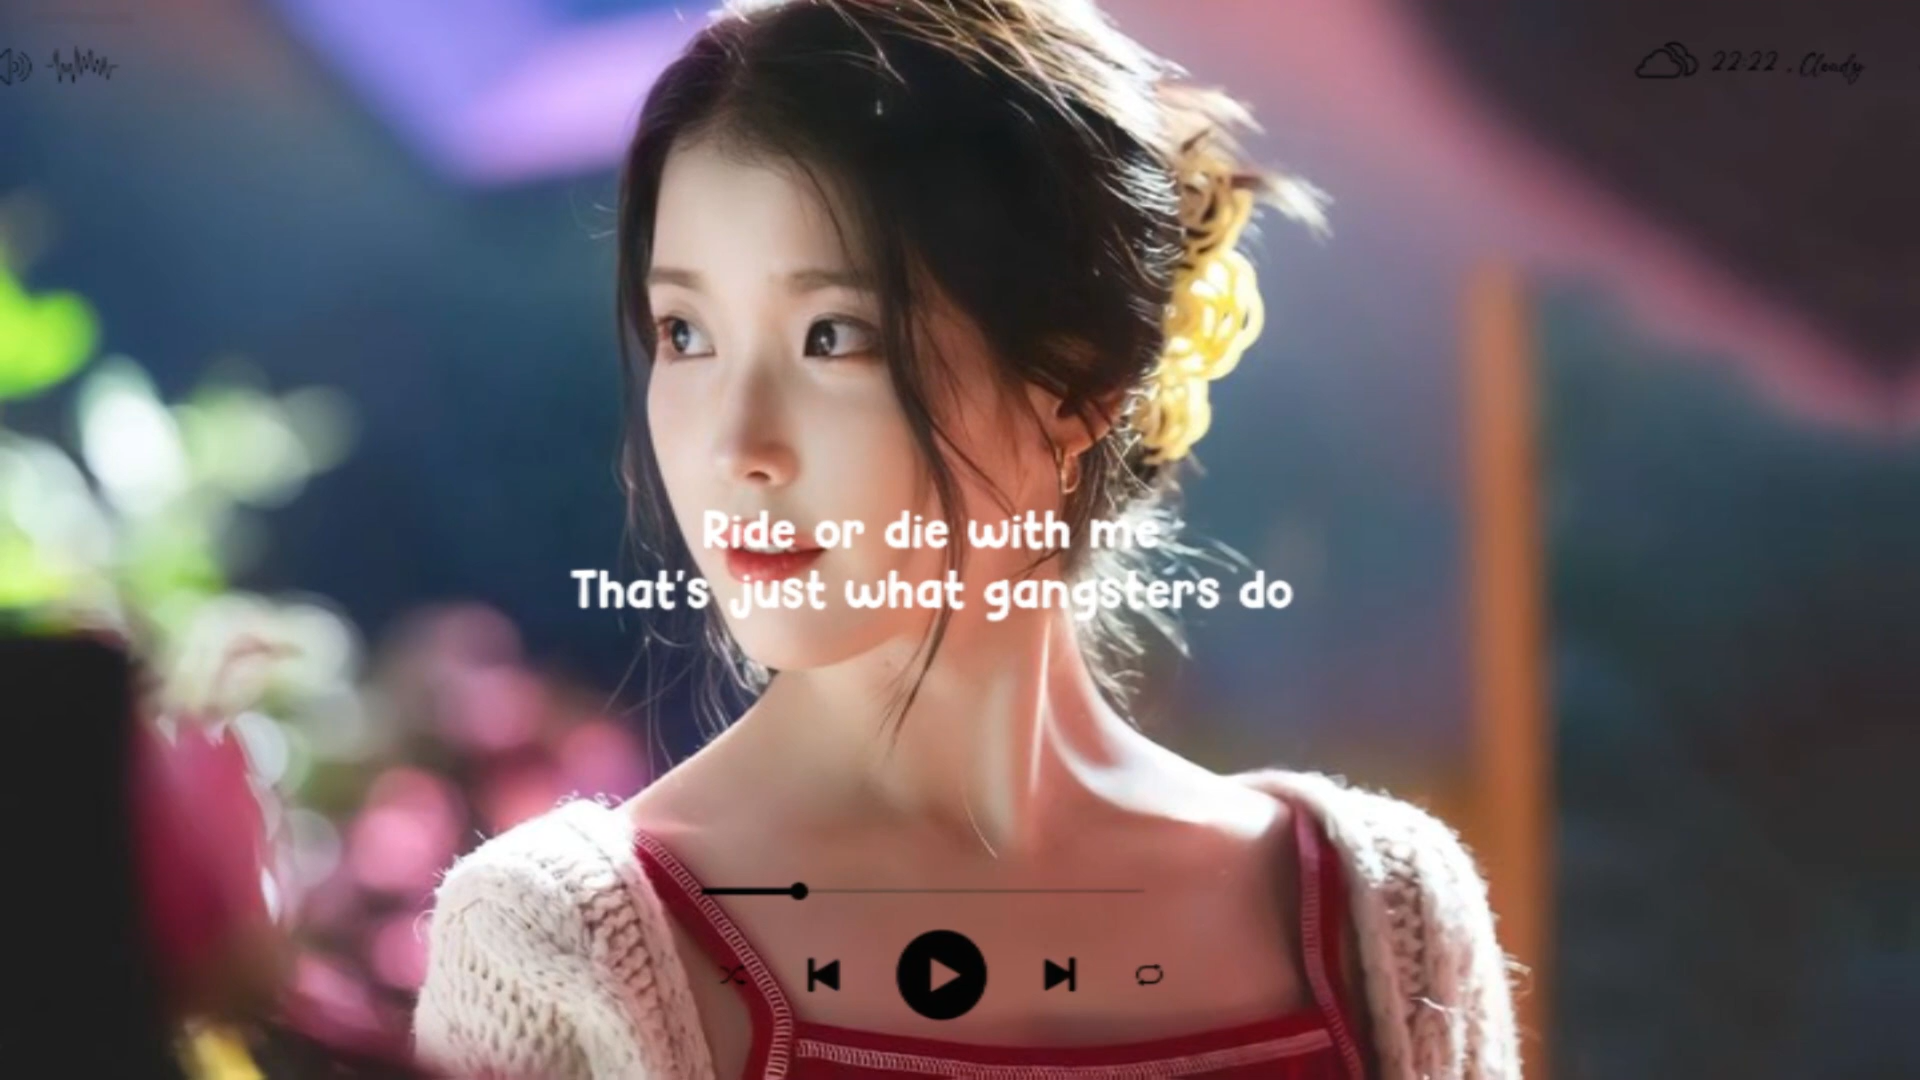 22:22 . Cloudy
Ride or die with me
That's just what gangsters do